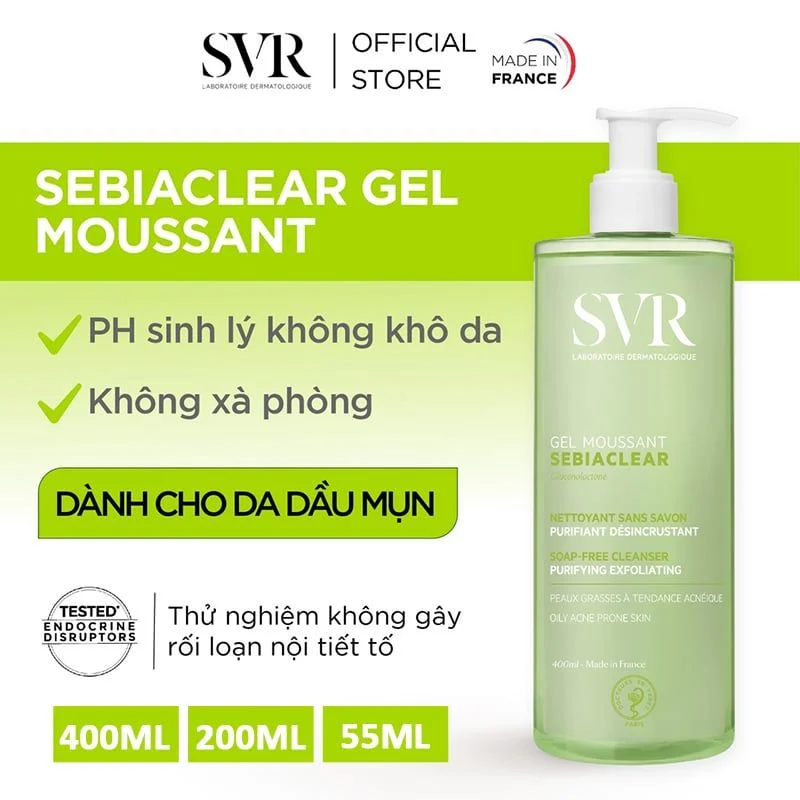 SVR
LABORATOIRE DERMATOLOGIQUE
OFFICIAL
STORE
MADE IN
FRANCE
SEBIACLEAR GEL
MOUSSANT
PH sinh lý không khô da
Không xà phòng
DÀNH CHO DA DẦU MỤN
TESTED*
ENDOCRINE
DISRUPTORS
Thử nghiệm không gây
rối loạn nội tiết tố
400ML
200ML
55ML
SVR
LABORATOIRE DERMATOLOGIQUE
GEL MOUSSANT
SEBIACLEAR
Gluconolactone
NETTOYANT SANS SAVON
PURIFIANT DÉSINCRUSTANT
SOAP-FREE CLEANSER
PURIFYING EXFOLIATING
PEAUX GRASSES À TENDANCE ACNÉIQUE
OILY ACNE PRONE SKIN
400ml - Made in France
PARIS